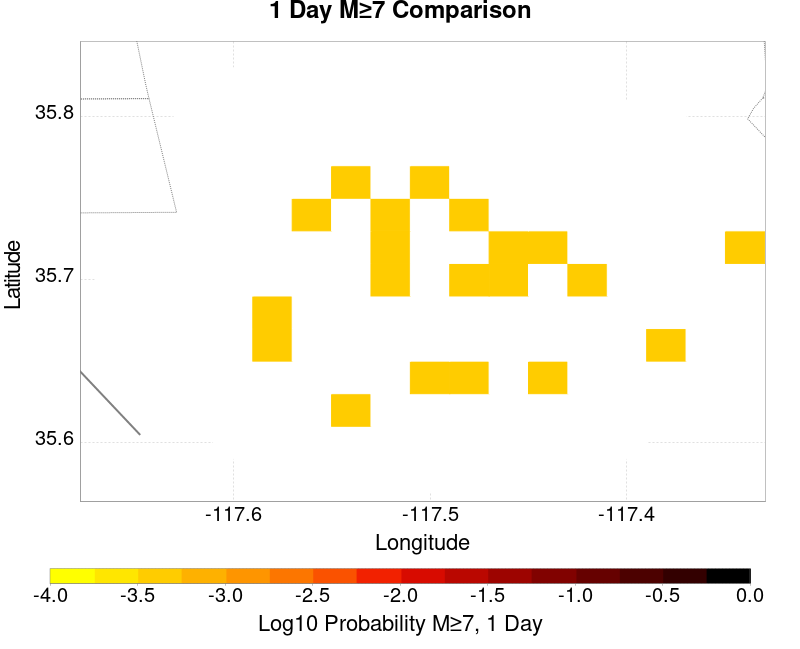 1 Day M≥7 Comparison
35.8
35.7
35.6
Latitude
-117.6 -117.5 -117.4
Longitude
-4.0 -3.5 -3.0 -2.5 -2.0 -1.5 -1.0 -0.5 0.0
Log10 Probability M≥7, 1 Day